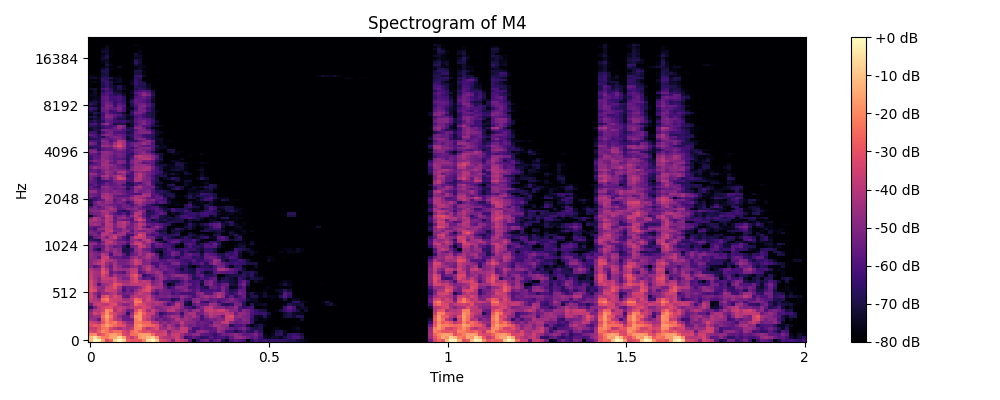 Spectrogram of M4
Hz
16384
8192
4096
2048
1024
512
0
0 0.5 1 1.5 2
Time
+0 dB
-10 dB
-20 dB
-30 dB
-40 dB
-50 dB
-60 dB
-70 dB
-80 dB